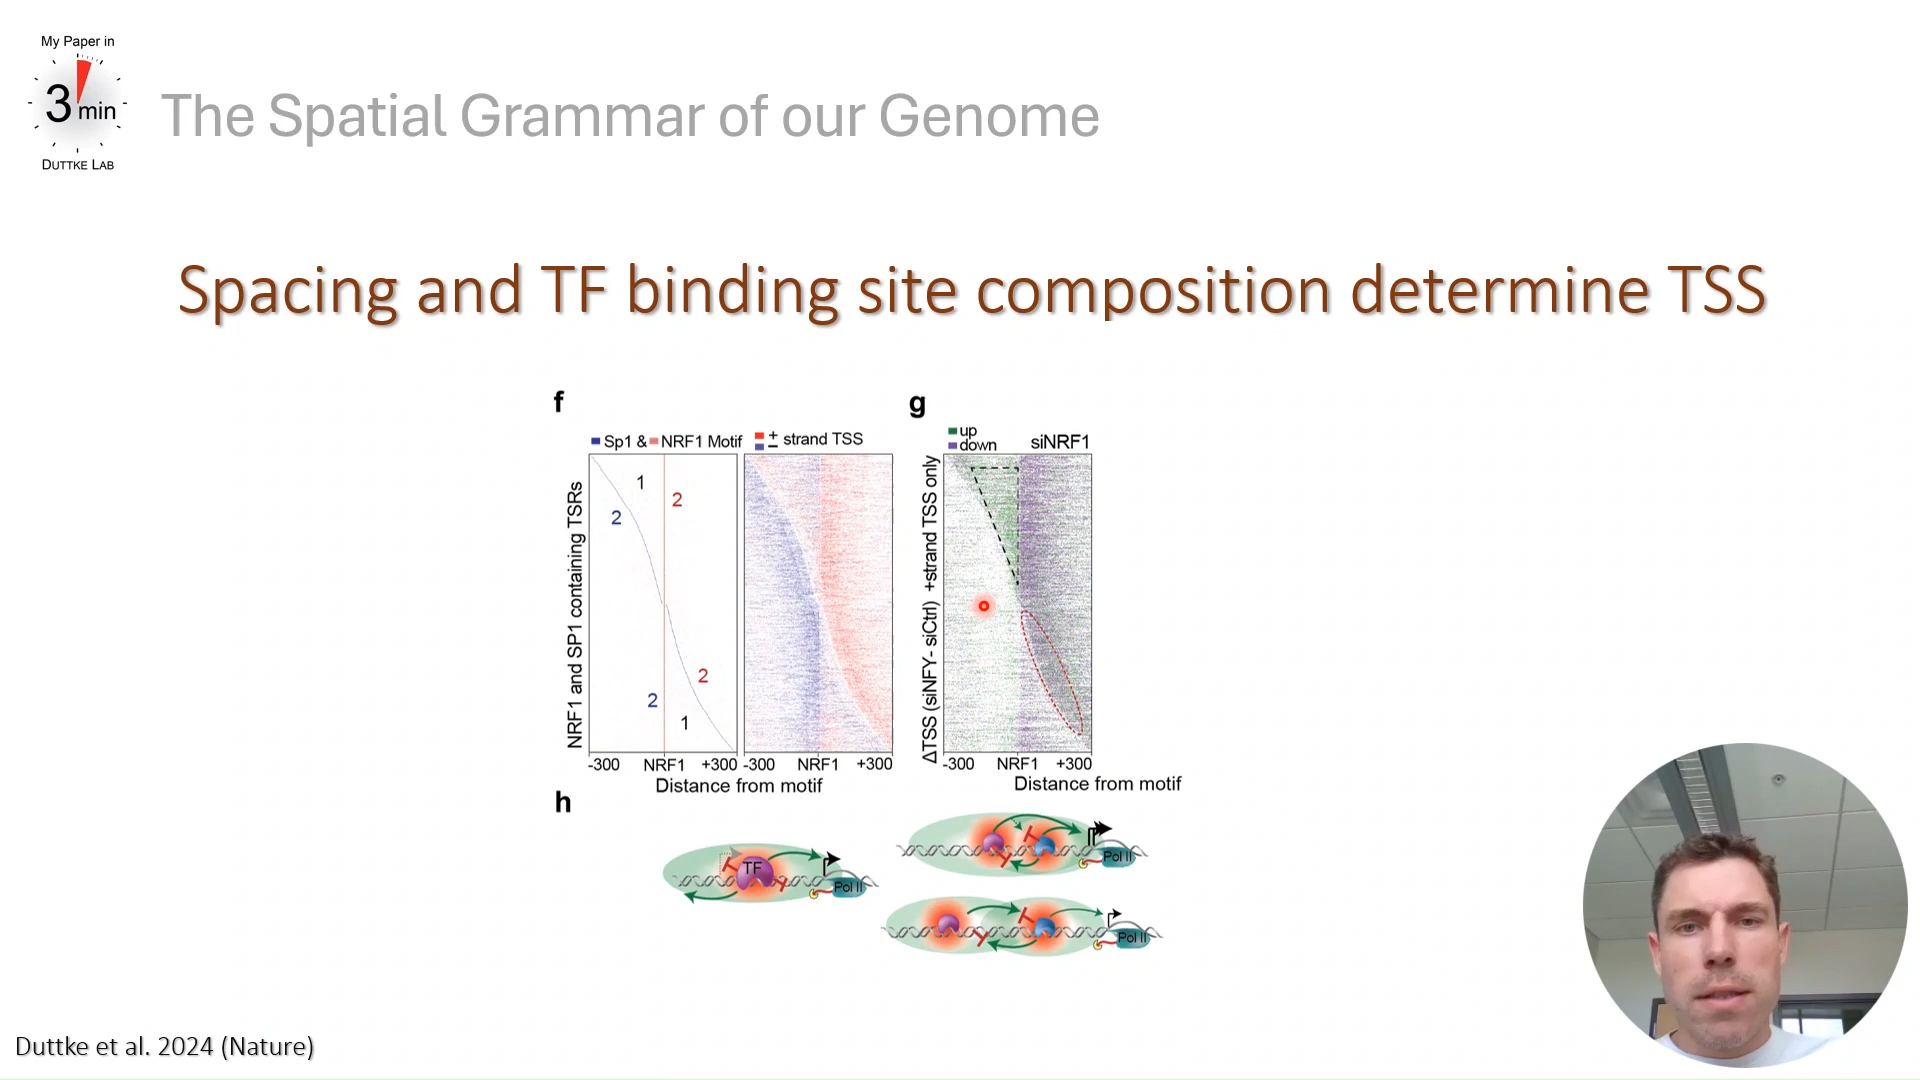 My Paper in
3 min
DUTTKE LAB
The Spatial Grammar of our Genome
Spacing and TF binding site composition determine TSS
f
Sp1 & NRF1 Motif
+
− strand TSS
NRF1 and SP1 containing TSRs
1
2
2
2
2
1
-300 NRF1 +300
-300 NRF1 +300
Distance from motif
g
up
down
siNRF1
ΔTSS (siNFY- siCtrl) +strand TSS only
-300 NRF1 +300
Distance from motif
h
TF
Pol II
Pol II
Pol II
Duttke et al. 2024 (Nature)